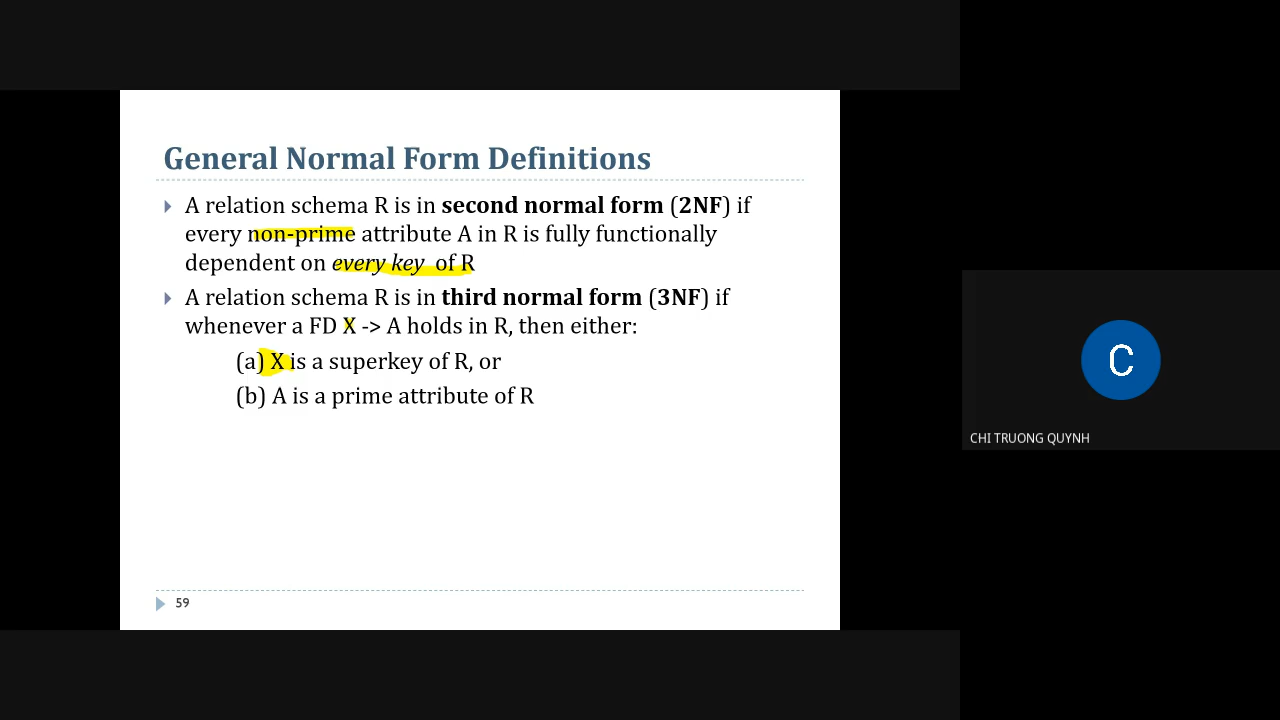 General Normal Form Definitions
A relation schema R is in second normal form (2NF) if
every non-prime attribute A in R is fully functionally
dependent on every key of R
A relation schema R is in third normal form (3NF) if
whenever a FD X -> A holds in R, then either:
(a) X is a superkey of R, or
(b) A is a prime attribute of R
59
C
CHI TRUONG QUYNH